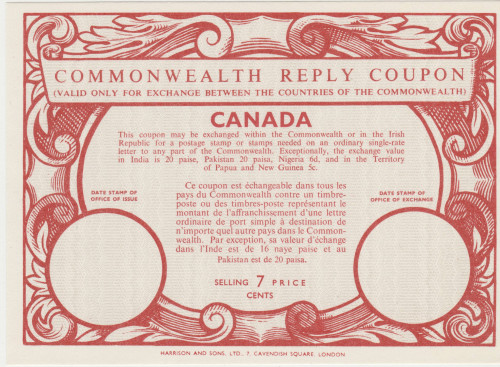 COMMONWEALTH REPLY COUPON
(VALID ONLY FOR EXCHANGE BETWEEN THE COUNTRIES OF THE COMMONWEALTH)
CANADA
This coupon may be exchanged within the Commonwealth or in the Irish
Republic for a postage stamp or stamps needed on an ordinary single-rate
letter to any part of the Commonwealth. Exceptionally, the exchange value
in India is 20 paise, Pakistan 20 paisa, Nigeria 6d, and in the Territory
of Papua and New Guinea 5c.
Ce coupon est échangeable dans tous les
pays du Commonwealth contre un timbre-
poste ou des timbres-poste représentant le
montant de l'affranchissement d'une lettre
ordinaire de port simple à destination de
n'importe quel autre pays dans le Common-
wealth. Par exception, sa valeur d'échange
dans l'Inde est de 16 naye paise et au
Pakistan est de 20 paisa.
DATE STAMP OF
OFFICE OF ISSUE
DATE STAMP OF
OFFICE OF EXCHANGE
SELLING 7 PRICE
CENTS
HARRISON AND SONS, LTD., 7, CAVENDISH SQUARE, LONDON